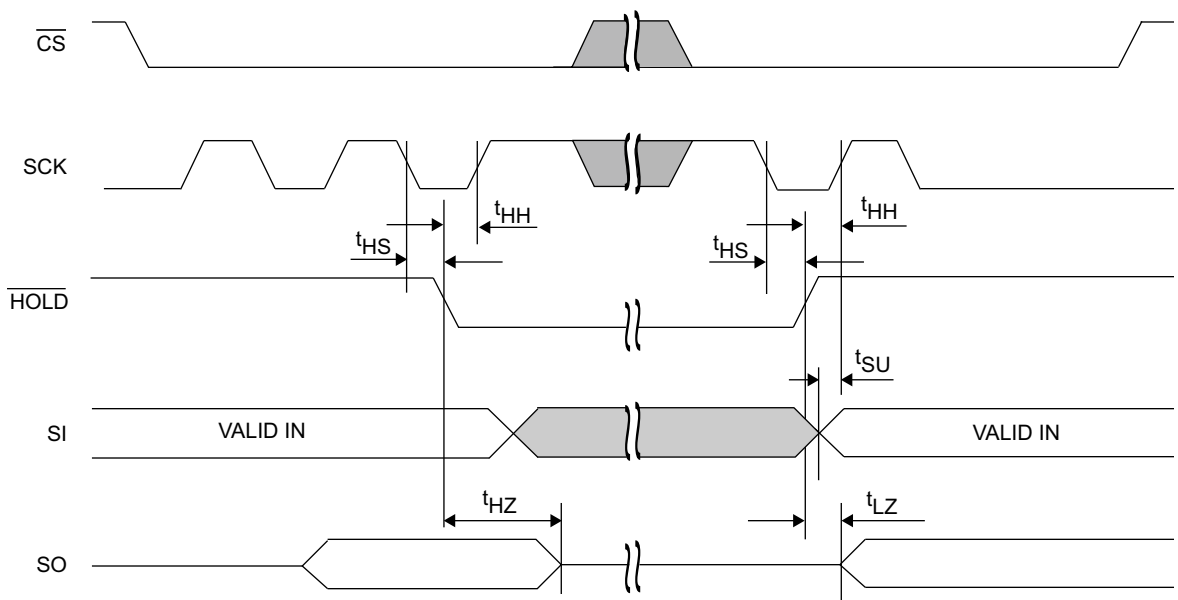 CS
SCK
tHH
tHH
tHS
tHS
HOLD
tSU
SI
VALID IN
VALID IN
tHZ
tLZ
SO